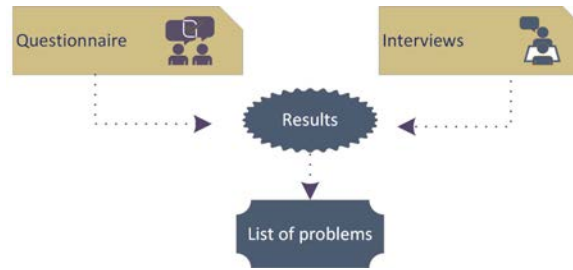 Questionnaire
Interviews
Results
List of problems